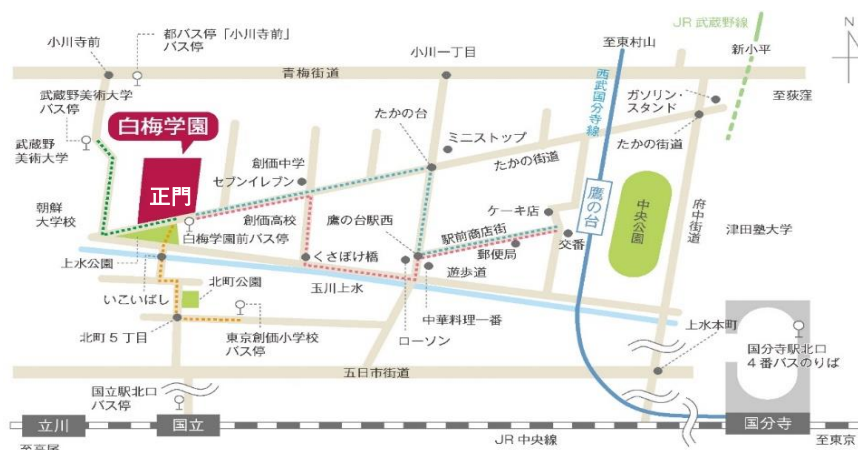 JR 武蔵野線
N
小川寺前
都バス停「小川寺前」
バス停
小川一丁目
至東村山
新小平
青梅街道
西武国分寺線
ガソリン・
スタンド
至荻窪
武蔵野美術大学
バス停
白梅学園
たかの台
ミニストップ
たかの街道
たかの街道
武蔵野
美術大学
正門
創価中学
セブンイレブン
鷹の台
中央公園
府中街道
朝鮮
大学校
創価高校
鷹の台駅西
ケーキ店
駅前商店街
津田塾大学
白梅学園前バス停
郵便局
交番
上水公園
くさぼけ橋
遊歩道
いこいばし
北町公園
玉川上水
中華料理一番
北町5丁目
東京創価小学校
バス停
ローソン
上水本町
国分寺駅北口
4番バスのりば
五日市街道
国立駅北口
バス停
立川
国立
JR 中央線
国分寺
至高尾
至東京